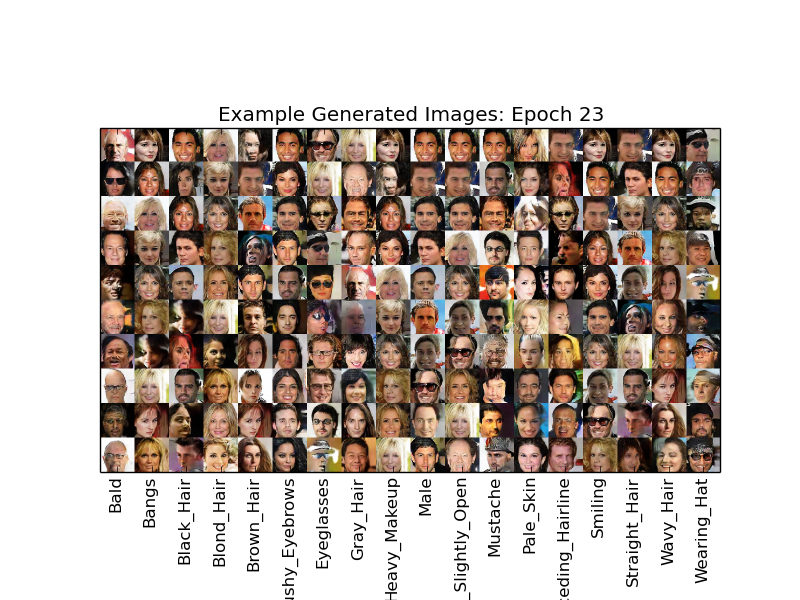 Example Generated Images: Epoch 23
Bald
Bangs
Black_Hair
Blond_Hair
Brown_Hair
ushy_Eyebrows
Eyeglasses
Gray_Hair
Heavy_Makeup
Male
_Slightly_Open
Mustache
Pale_Skin
ceding_Hairline
Smiling
Straight_Hair
Wavy_Hair
Wearing_Hat